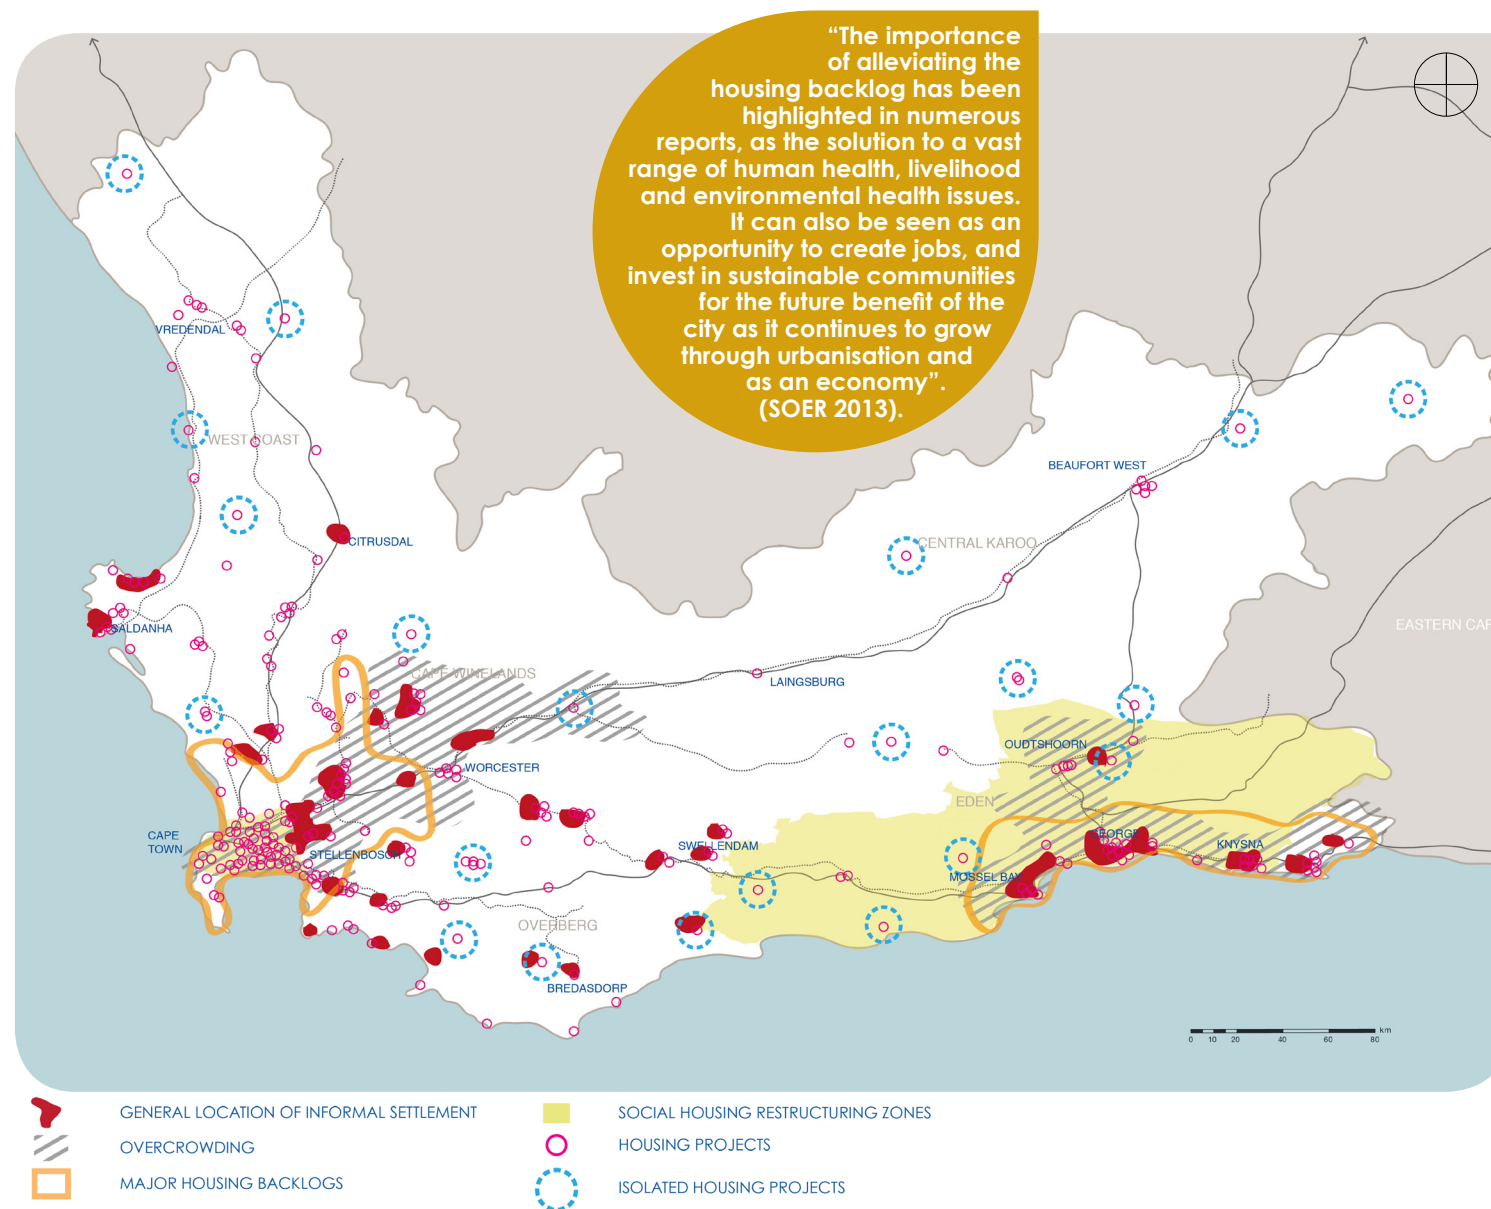 “The importance
of alleviating the
housing backlog has been
highlighted in numerous
reports, as the solution to a vast
range of human health, livelihood
and environmental health issues.
It can also be seen as an
opportunity to create jobs, and
invest in sustainable communities
for the future benefit of the
city as it continues to grow
through urbanisation and
as an economy”.
(SOER 2013).
VREDENDAL
WEST COAST
BEAUFORT WEST
CITRUSDAL
CENTRAL KAROO
SALDANHA
EASTERN CAP
CAPE WINELANDS
LAINGSBURG
OUDTSHOORN
WORCESTER
EDEN
CAPE
TOWN
STELLENBOSCH
SWELLENDAM
GEORGE
KNYSNA
MOSSEL BAY
OVERBERG
BREDASDORP
km
0 10 20 40 60 80
GENERAL LOCATION OF INFORMAL SETTLEMENT
OVERCROWDING
MAJOR HOUSING BACKLOGS
SOCIAL HOUSING RESTRUCTURING ZONES
HOUSING PROJECTS
ISOLATED HOUSING PROJECTS